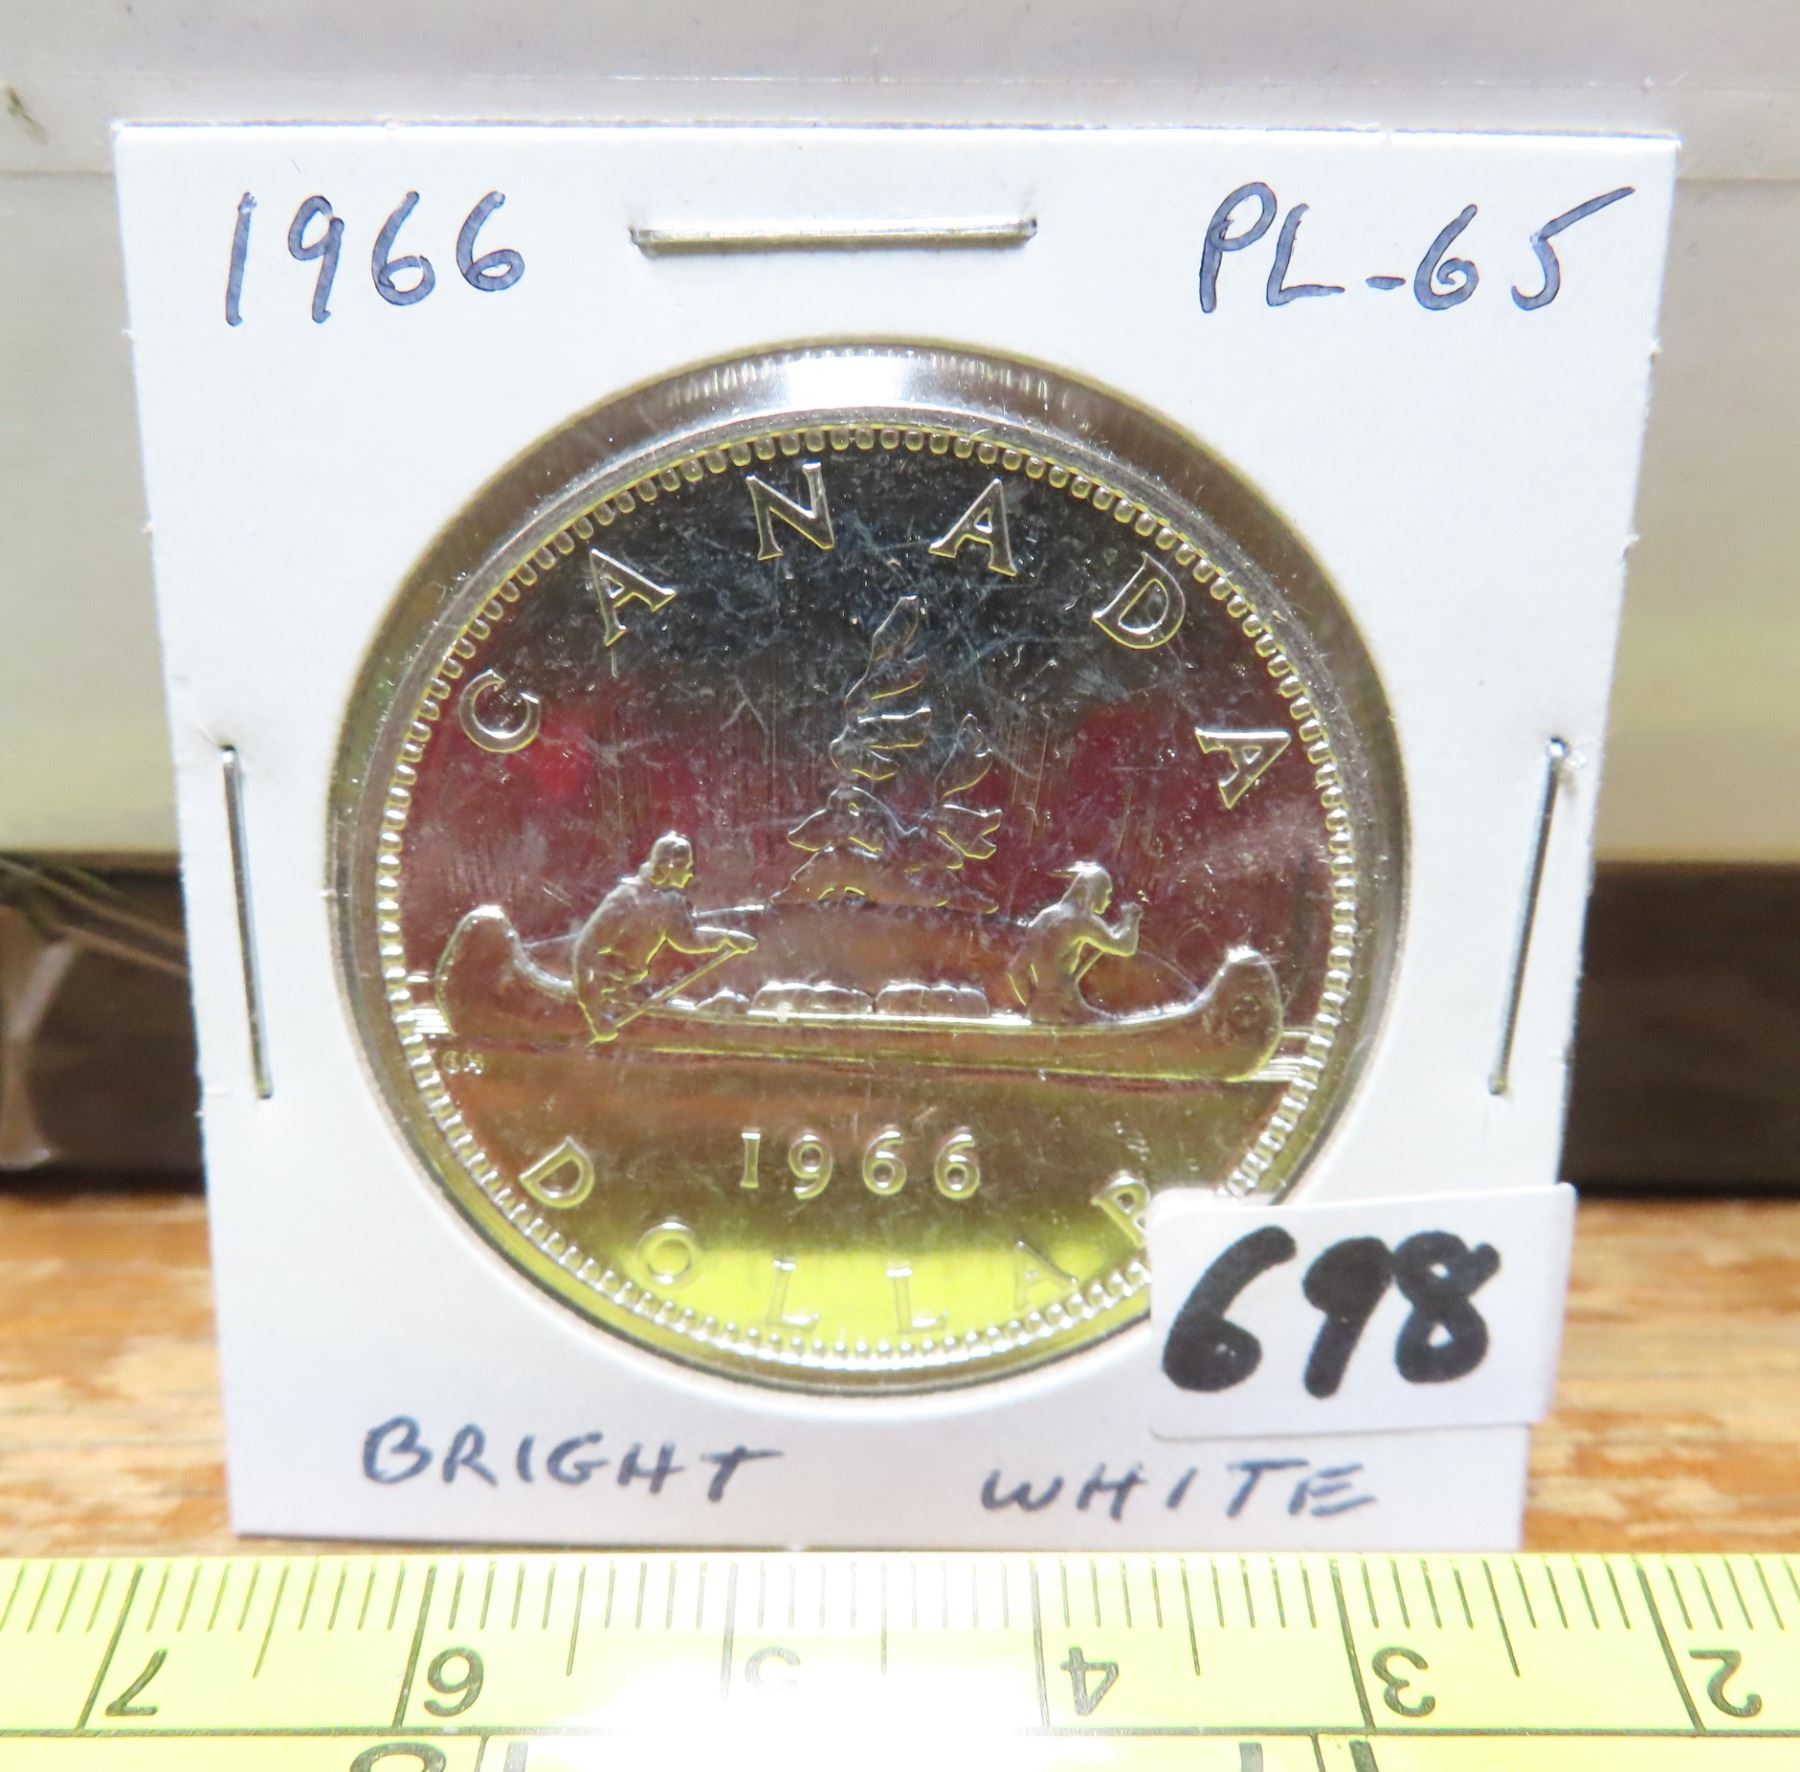 1966 PL-65
CANADA
1966
DOLLAR
698
BRIGHT WHITE
7 6 5 4 3 2